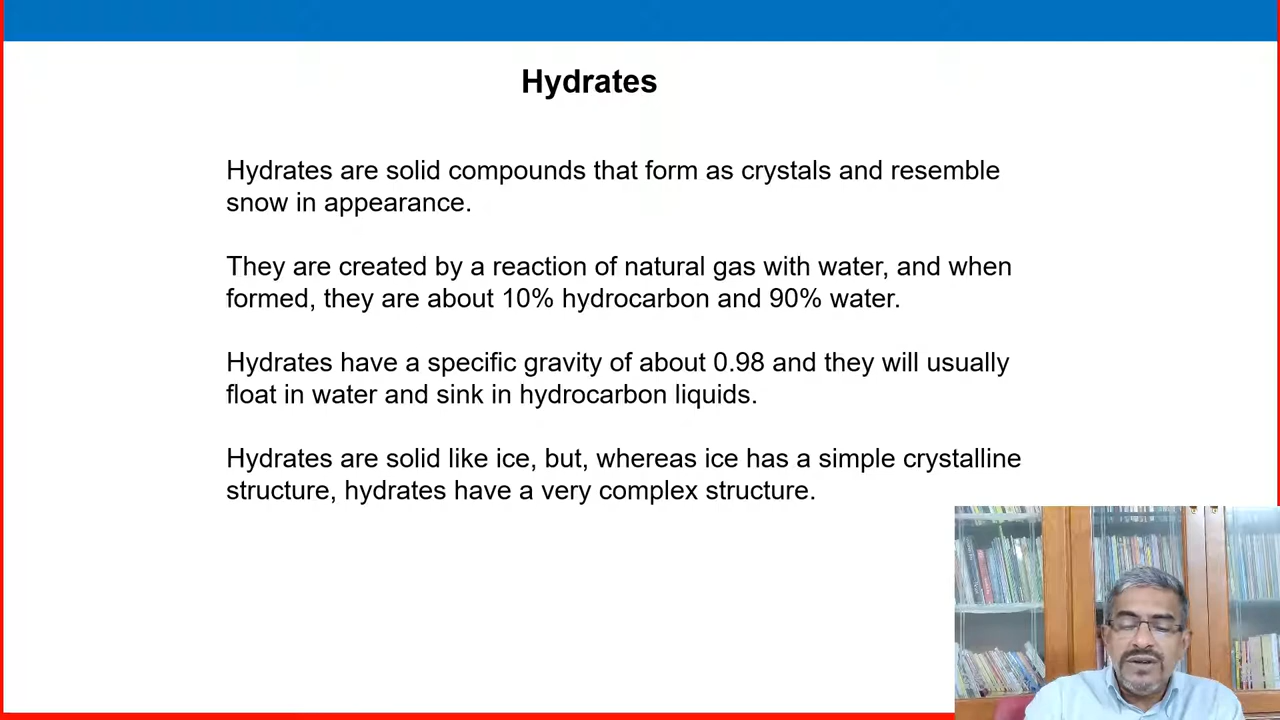 Hydrates
Hydrates are solid compounds that form as crystals and resemble
snow in appearance.
They are created by a reaction of natural gas with water, and when
formed, they are about 10% hydrocarbon and 90% water.
Hydrates have a specific gravity of about 0.98 and they will usually
float in water and sink in hydrocarbon liquids.
Hydrates are solid like ice, but, whereas ice has a simple crystalline
structure, hydrates have a very complex structure.